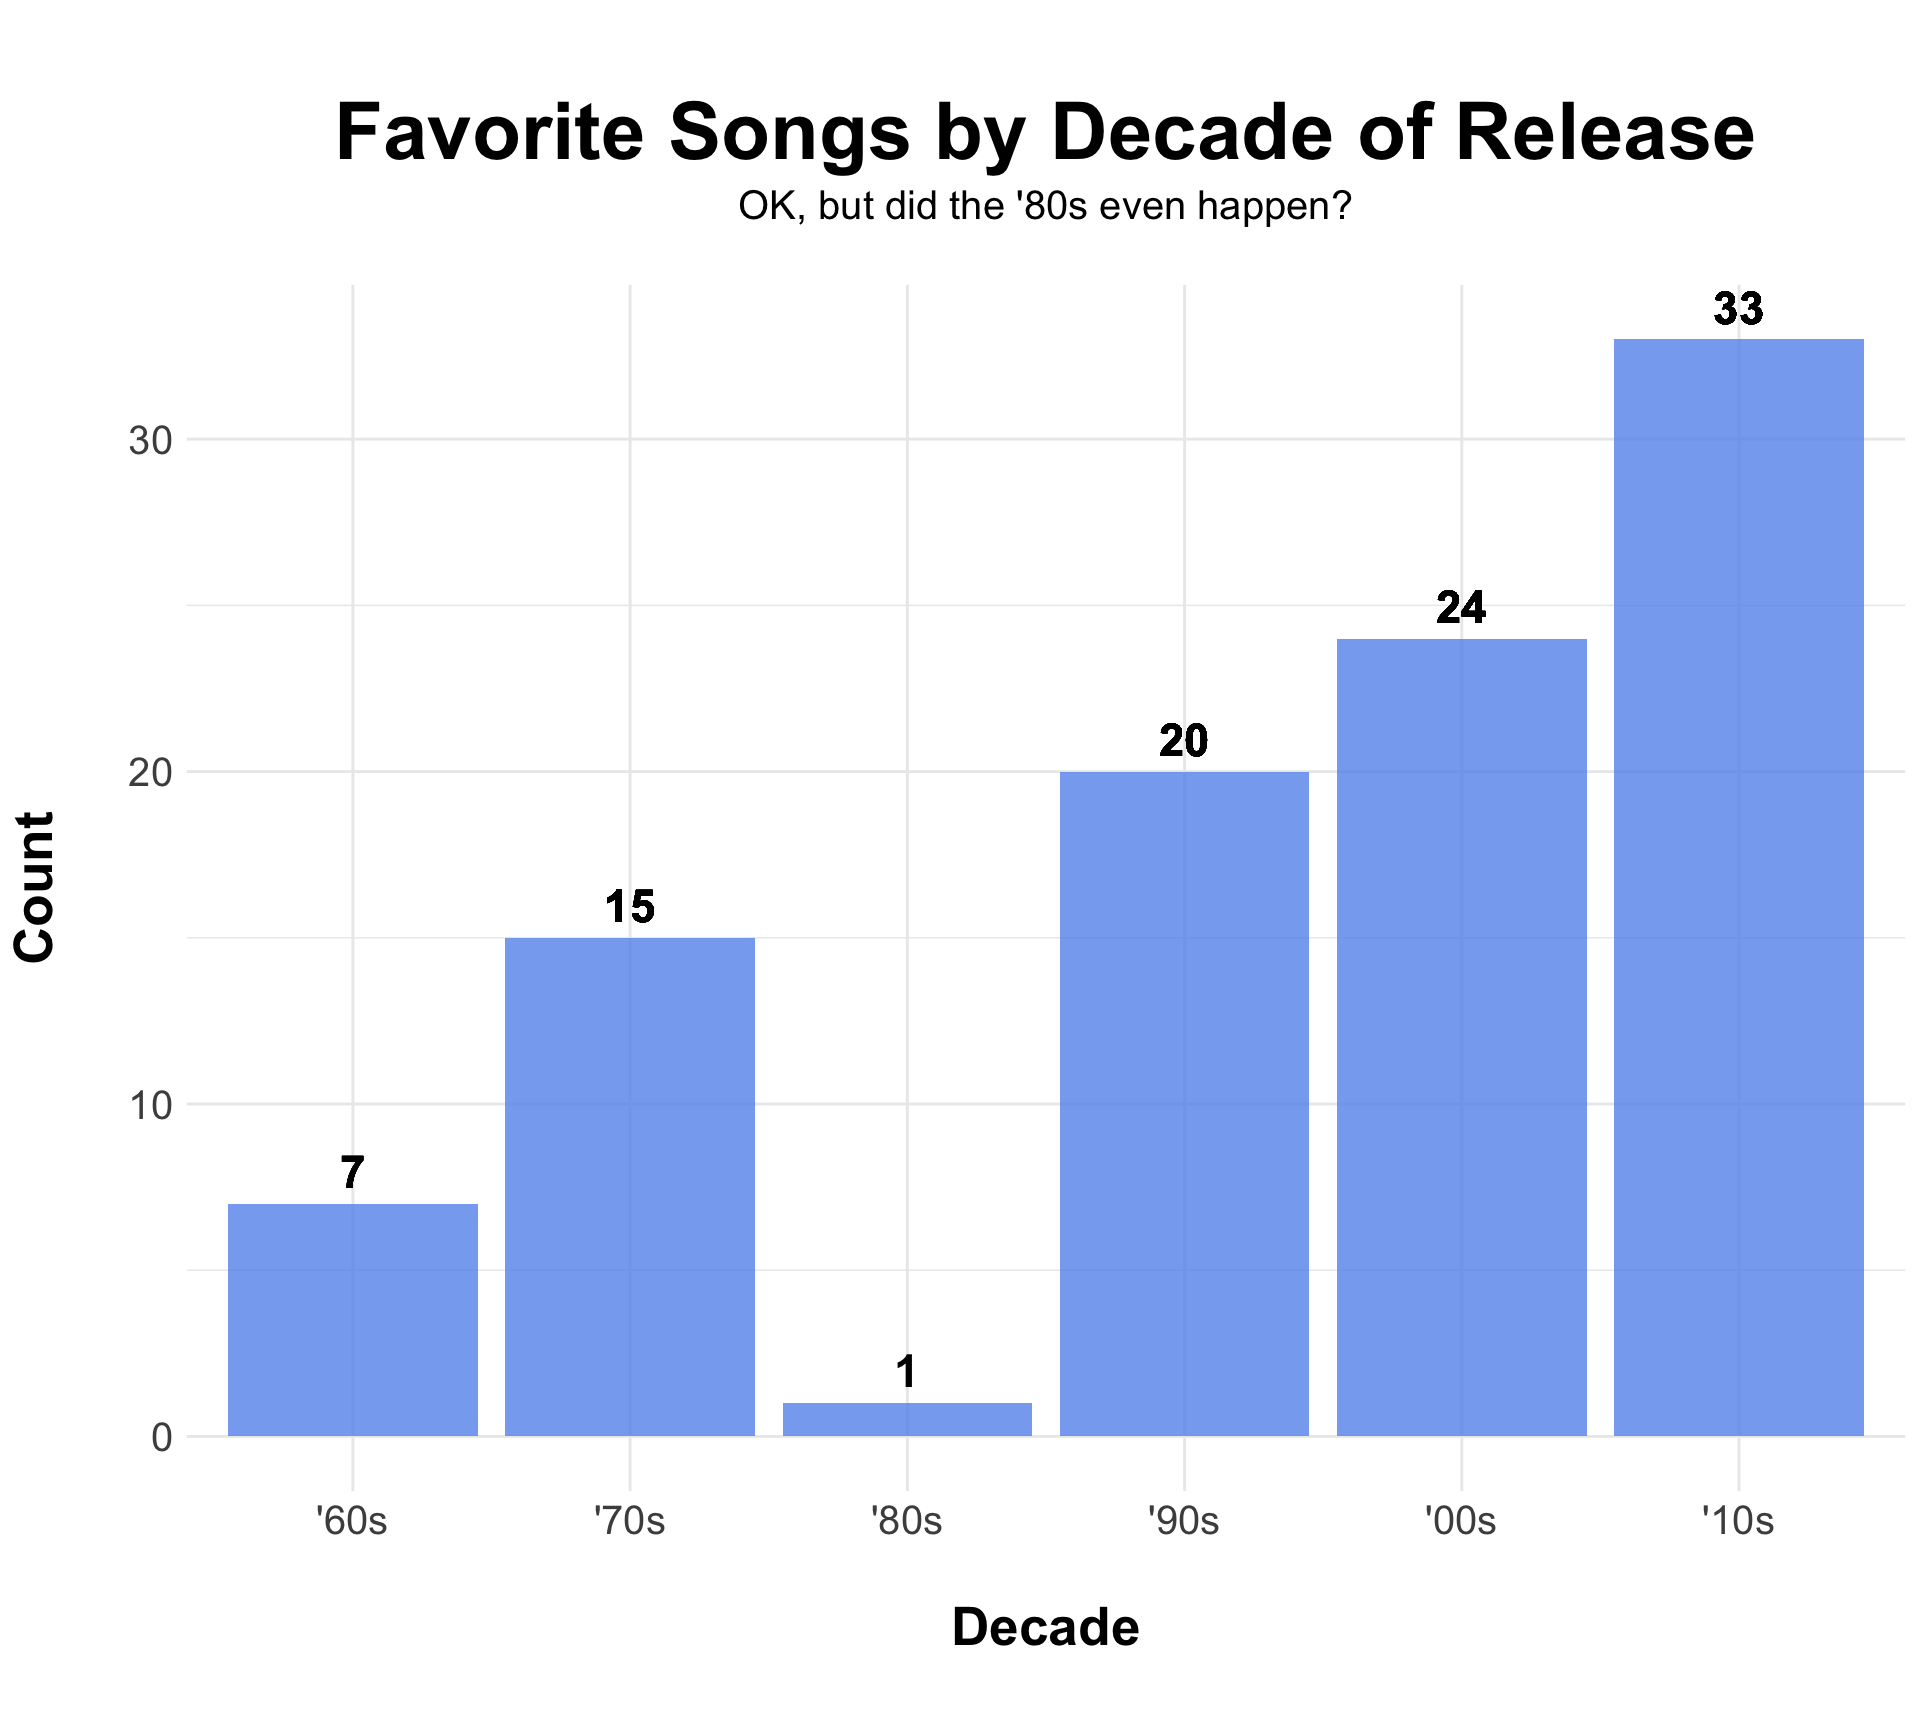 Favorite Songs by Decade of Release
OK, but did the '80s even happen?
Count
30
20
10
0
7
15
1
20
24
33
'60s
'70s
'80s
'90s
'00s
'10s
Decade